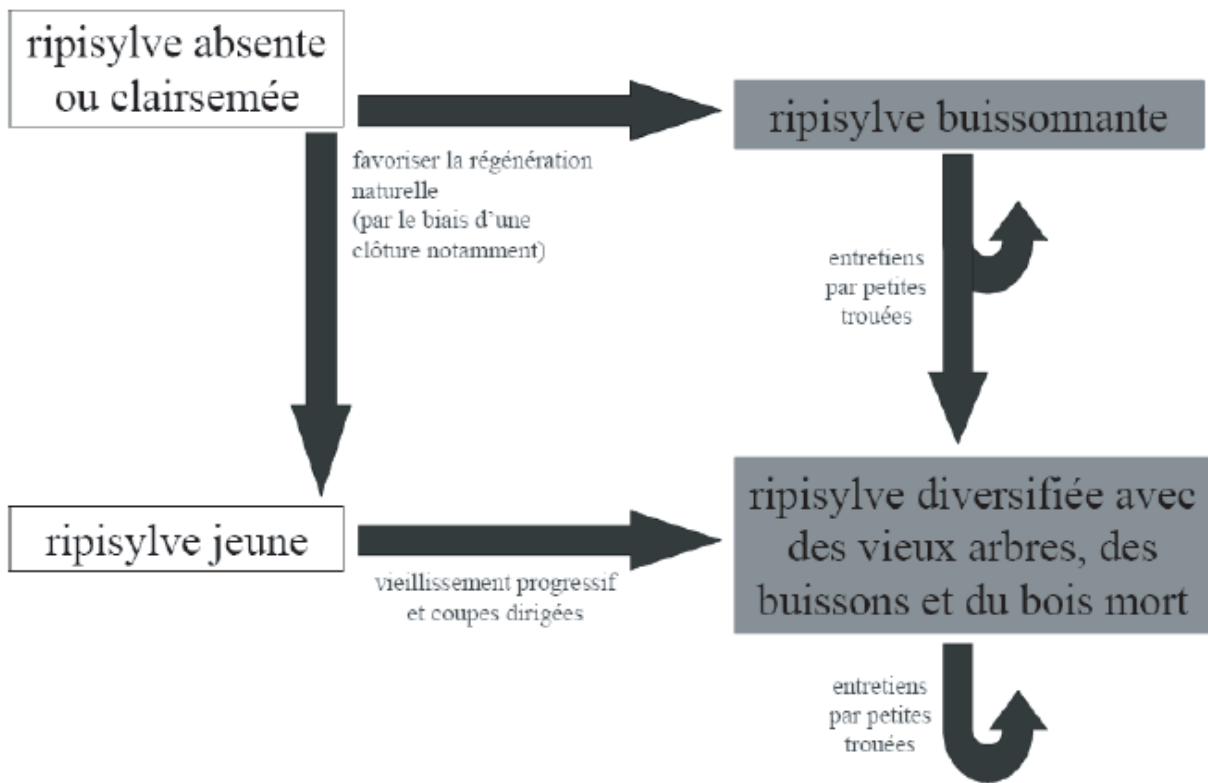 ripisylve absente
ou clairsemée
ripisylve buissonnante
favoriser la régénération
naturelle
(par le biais d'une
clôture notamment)
entretiens
par petites
trouées
ripisylve jeune
vieillissement progressif
et coupes dirigées
ripisylve diversifiée avec
des vieux arbres, des
buissons et du bois mort
entretiens
par petites
trouées